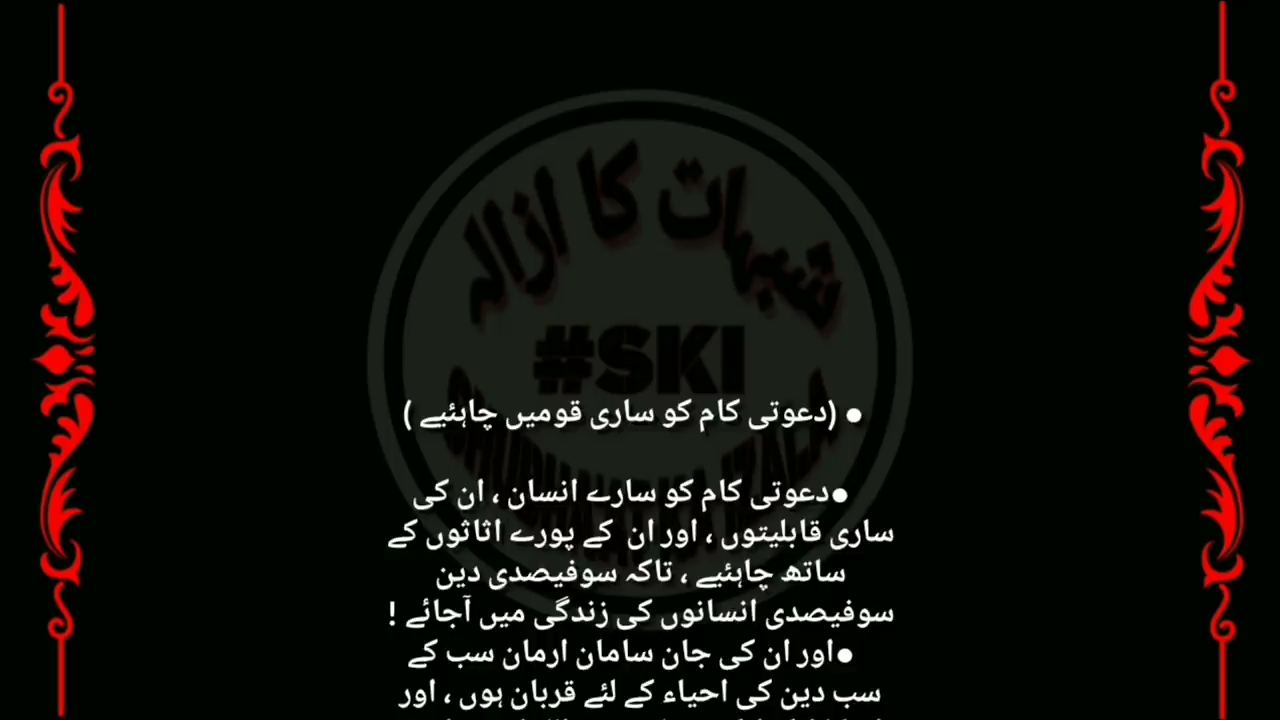 شبہات کا ازالہ
#SKI
● (دعوتی کام کو ساری قومیں چاہئیے )
●دعوتی کام کو سارے انسان ، ان کی
ساری قابلیتوں ، اور ان کے پورے اثاثوں کے
ساتھ چاہئیے ، تاکہ سوفیصدی دین
سوفیصدی انسانوں کی زندگی میں آجائے !
●اور ان کی جان سامان ارمان سب کے
سب دین کی احیاء کے لئے قربان ہوں ، اور